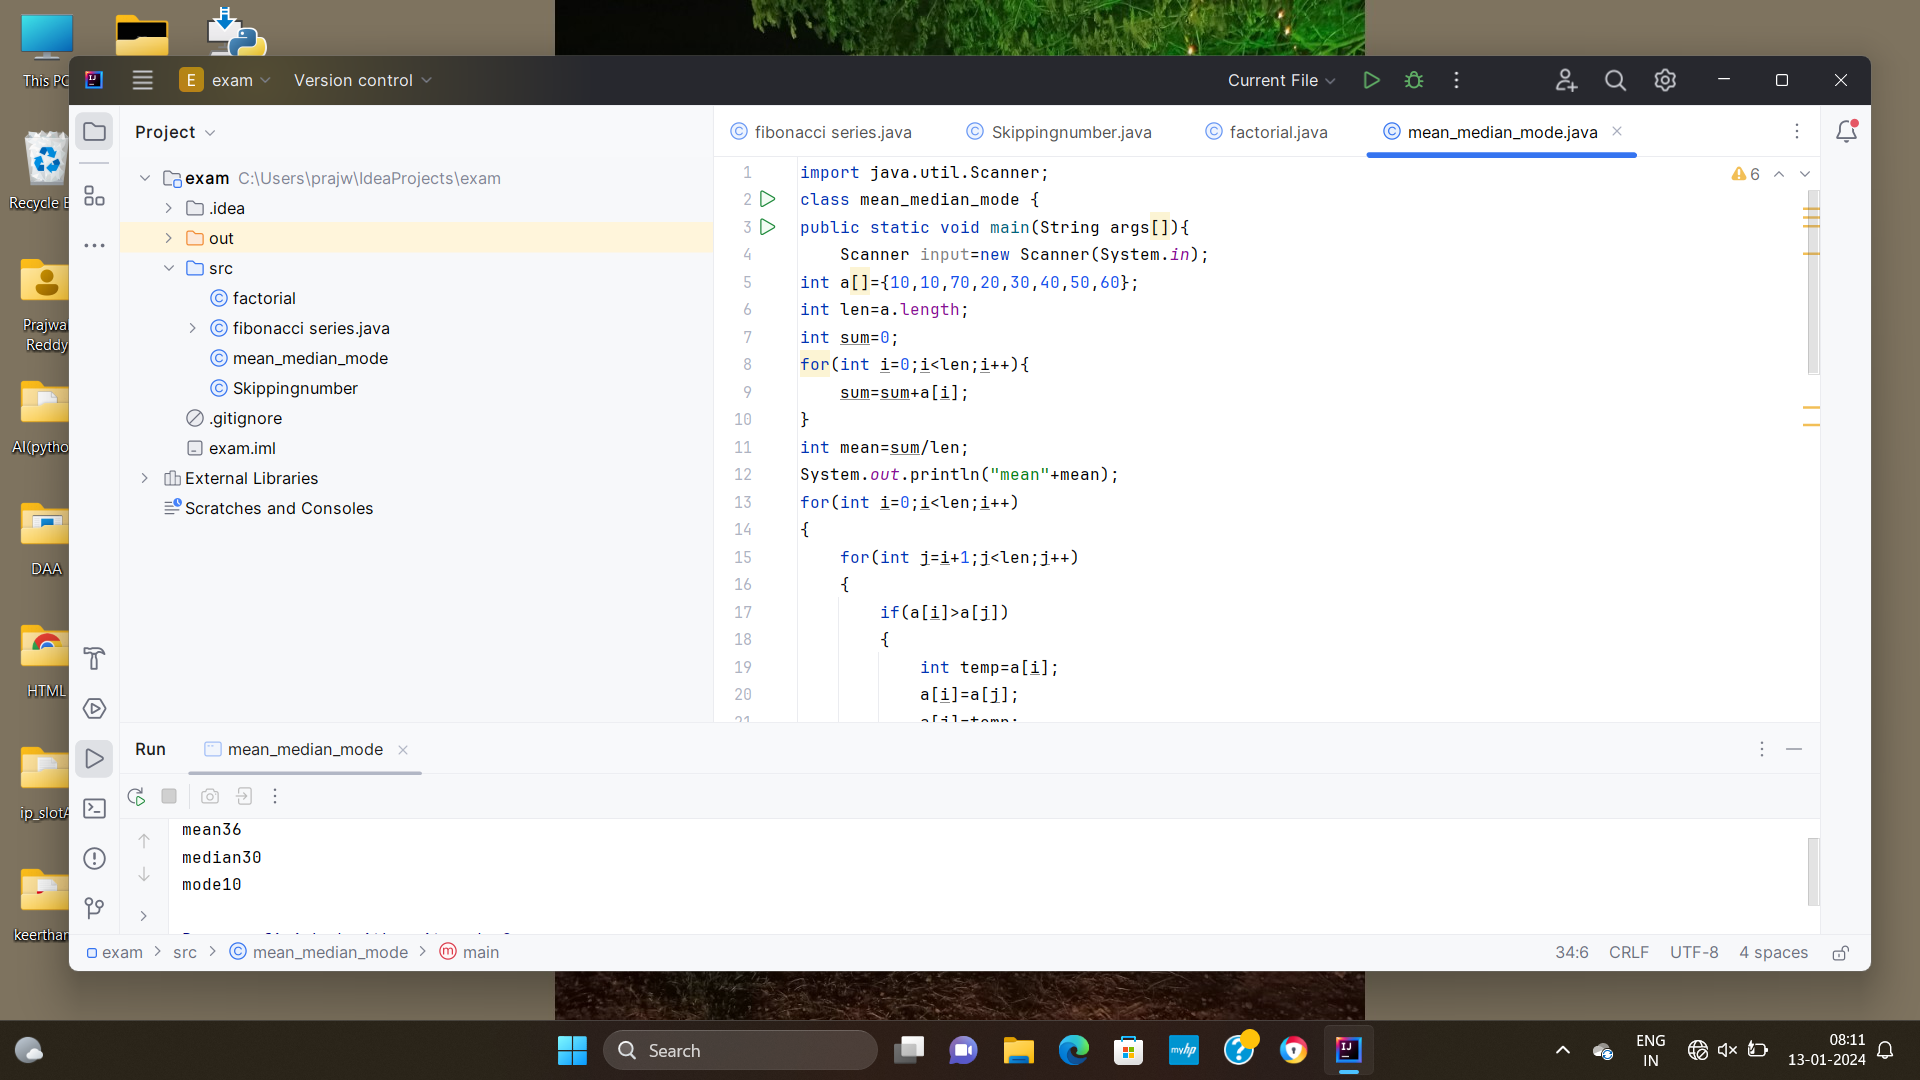 This PC
E exam
Version control
Current File
Recycle
Prajwal
Reddy
AI(pytho
DAA
HTML
ip_slotA
keerthan
Project
exam C:\Users\prajw\IdeaProjects\exam
.idea
out
src
factorial
fibonacci series.java
mean_median_mode
Skippingnumber
.gitignore
exam.iml
External Libraries
Scratches and Consoles
fibonacci series.java
Skippingnumber.java
factorial.java
mean_median_mode.java
6
1 import java.util.Scanner;
2 class mean_median_mode {
3 public static void main(String args[]){
4 Scanner input=new Scanner(System.in);
5 int a[]={10,10,70,20,30,40,50,60};
6 int len=a.length;
7 int sum=0;
8 for(int i=0;i<len;i++){
9 sum=sum+a[i];
10 }
11 int mean=sum/len;
12 System.out.println("mean"+mean);
13 for(int i=0;i<len;i++)
14 {
15 for(int j=i+1;j<len;j++)
16 {
17 if(a[i]>a[j])
18 {
19 int temp=a[i];
20 a[i]=a[j];
21 a[j]=temp;
Run
mean_median_mode
mean36
median30
mode10
exam > src > mean_median_mode > m main
34:6 CRLF UTF-8 4 spaces
Search
myhp
IJ
ENG
IN
08:11
13-01-2024